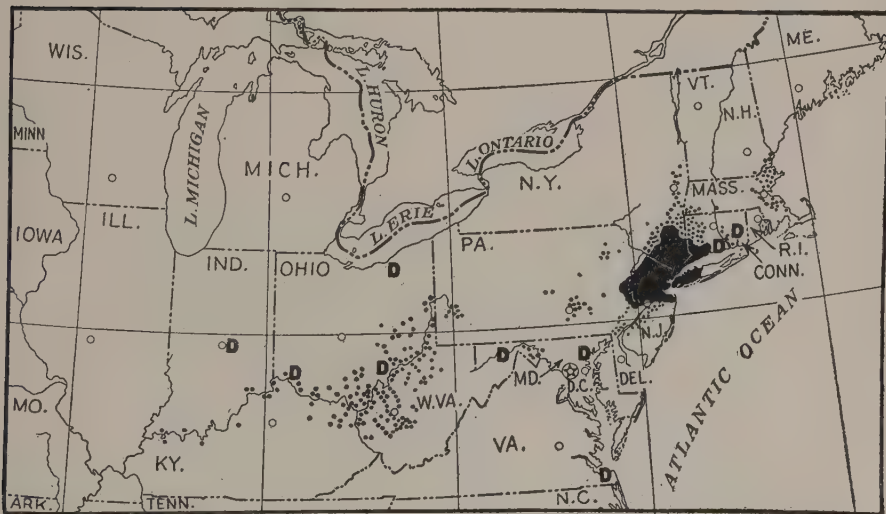 WIS.
ME.
VT.
N.H.
L. HURON
MINN
L. MICHIGAN
MICH.
L. ONTARIO
N.Y.
MASS.
IOWA
ILL.
L. ERIE
PA.
R.I.
CONN.
IND.
OHIO
D
D
D
N.J.
D
D
D
D
D
MD.
D.C.
DEL.
MO.
W.VA.
KY.
VA.
ATLANTIC OCEAN
D
ARK.
TENN.
N.C.